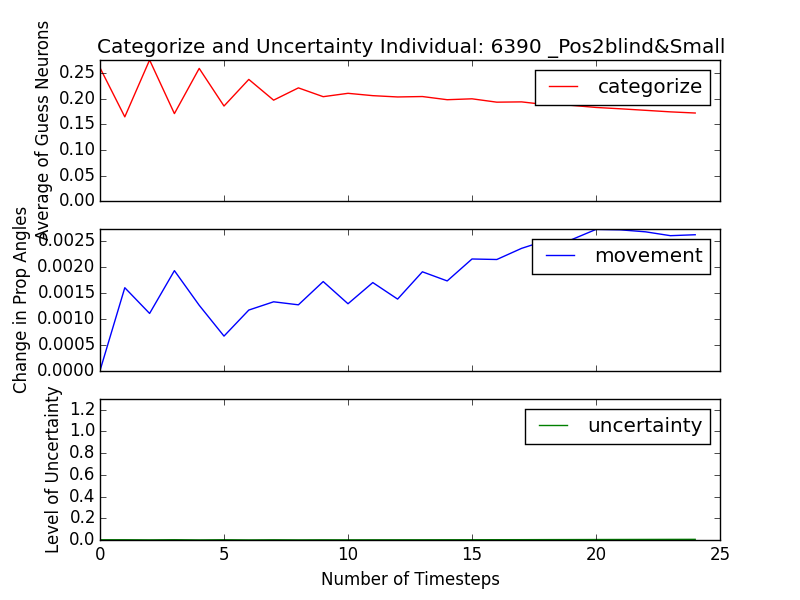 Categorize and Uncertainty Individual: 6390 _Pos2blind&Small
Average of Guess Neurons
0.25
0.20
0.15
0.10
0.05
0.00
categorize
Change in Prop Angles
0.0025
0.0020
0.0015
0.0010
0.0005
0.0000
movement
Level of Uncertainty
1.2
1.0
0.8
0.6
0.4
0.2
0.0
uncertainty
0 5 10 15 20 25
Number of Timesteps